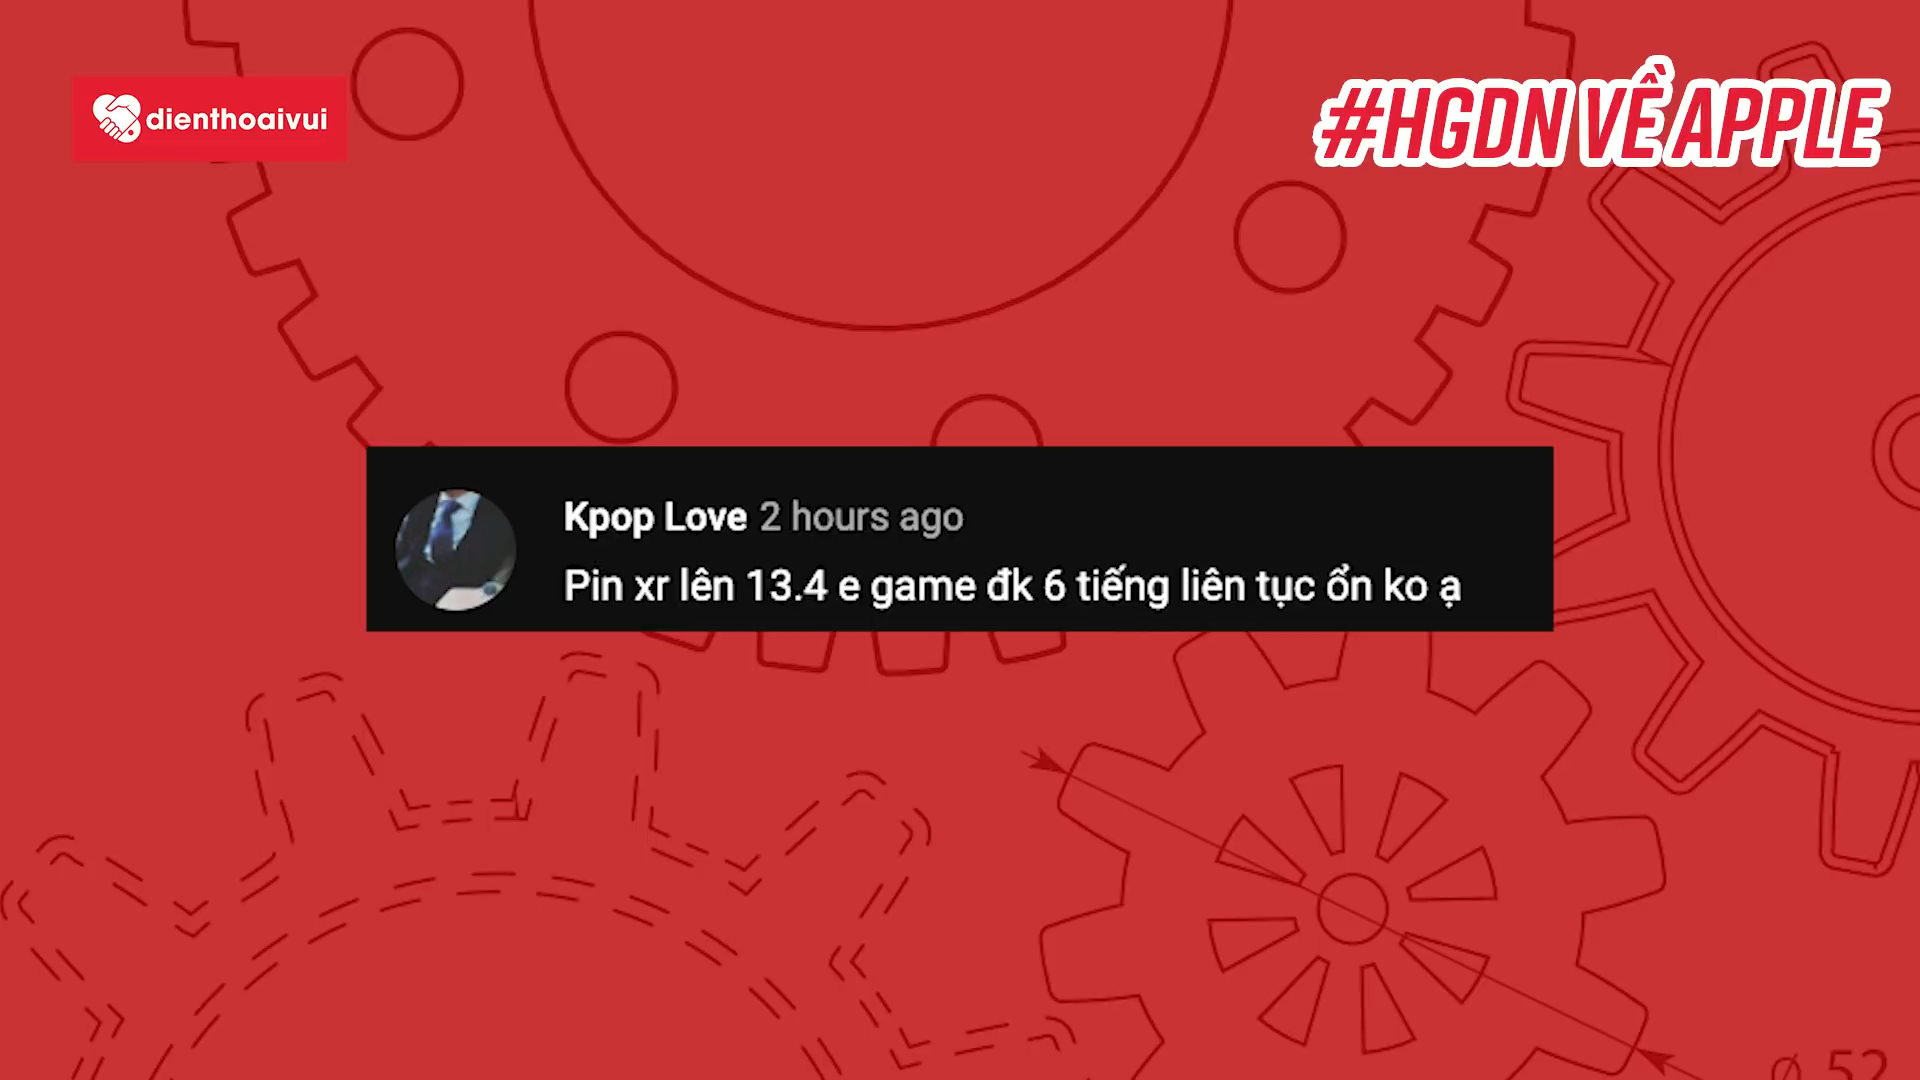 dienthoaivui
#HGDN VỀ APPLE
Kpop Love 2 hours ago
Pin xr lên 13.4 e game đk 6 tiếng liên tục ổn ko ạ
ø 52